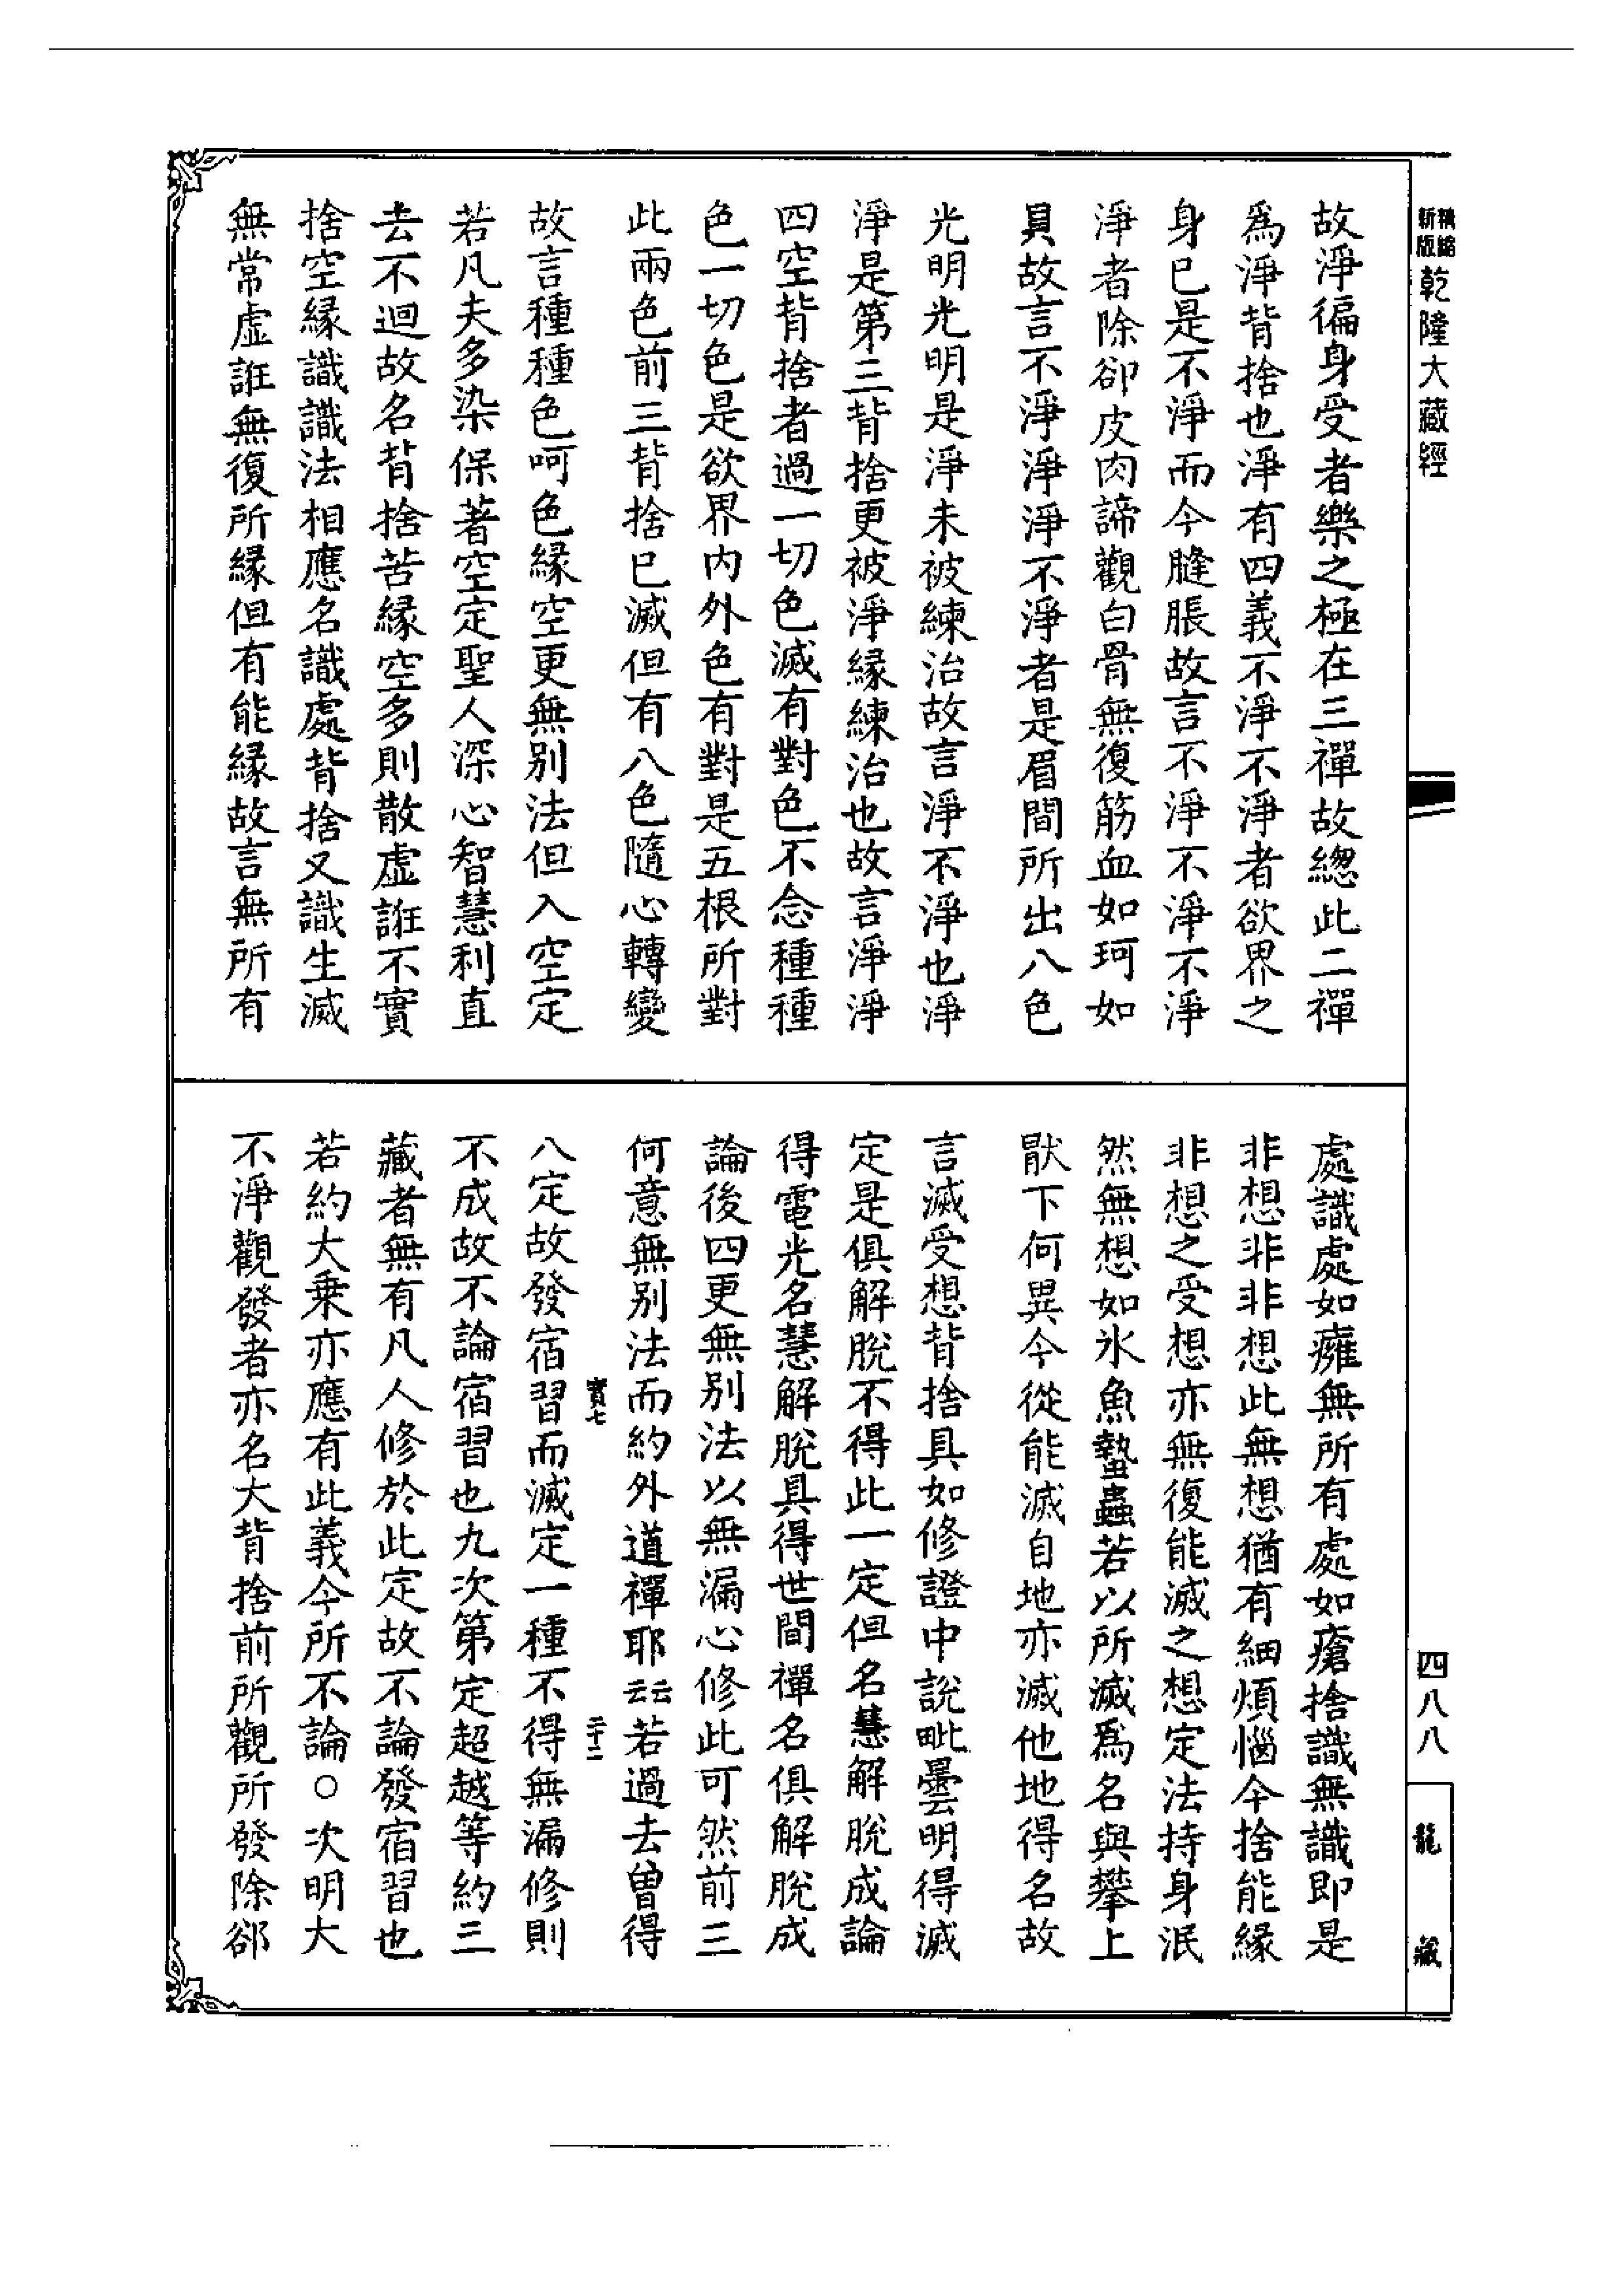 精縮新版乾隆大藏經
故淨徧身受者樂之極在三禪故緫此二禪
爲淨背捨也淨有四義不淨不淨者欲界之
身已是不淨而今膖脹故言不淨不淨不淨
淨者除卻皮肉諦觀白骨無復筋血如珂如
貝故言不淨淨淨不淨者是眉間所出八色
光明光明是淨未被練治故言淨不淨也淨
淨是第三背捨更被淨緣練治也故言淨淨
四空背捨者過一切色滅有對色不念種種
色一切色是欲界內外色有對是五根所對
此兩色前三背捨已滅但有八色隨心轉變
故言種種色呵色緣空更無別法但入空定
若凡夫多染保著空定聖人深心智慧利直
去不迴故名背捨苦緣空多則散虛誑不實
捨空緣識識法相應名識處背捨又識生滅
無常虛誑無復所緣但有能緣故言無所有
處識處如癰無所有處如瘡捨識無識即是
非想非非想此無想猶有細煩惱今捨能緣
非想之受想亦無復能滅之想定法持身泯
然無想如氷魚蟄蟲若以所滅爲名與攀上
猒下何異今從能滅自地亦滅他地得名故
言滅受想背捨具如修證中說毗曇明得滅
定是俱解脫不得此一定但名慧解脫成論
得電光名慧解脫具得世間禪名俱解脫成
論後四更無別法以無漏心修此可然前三
何意無別法而約外道禪耶云云若過去曾得
寳七
二十二
八定故發宿習而滅定一種不得無漏修則
不成故不論宿習也九次第定超越等約三
藏者無有凡人修於此定故不論發宿習也
若約大乗亦應有此義今所不論○次明大
不淨觀發者亦名大背捨前所觀所發除郤
四八八
龍藏